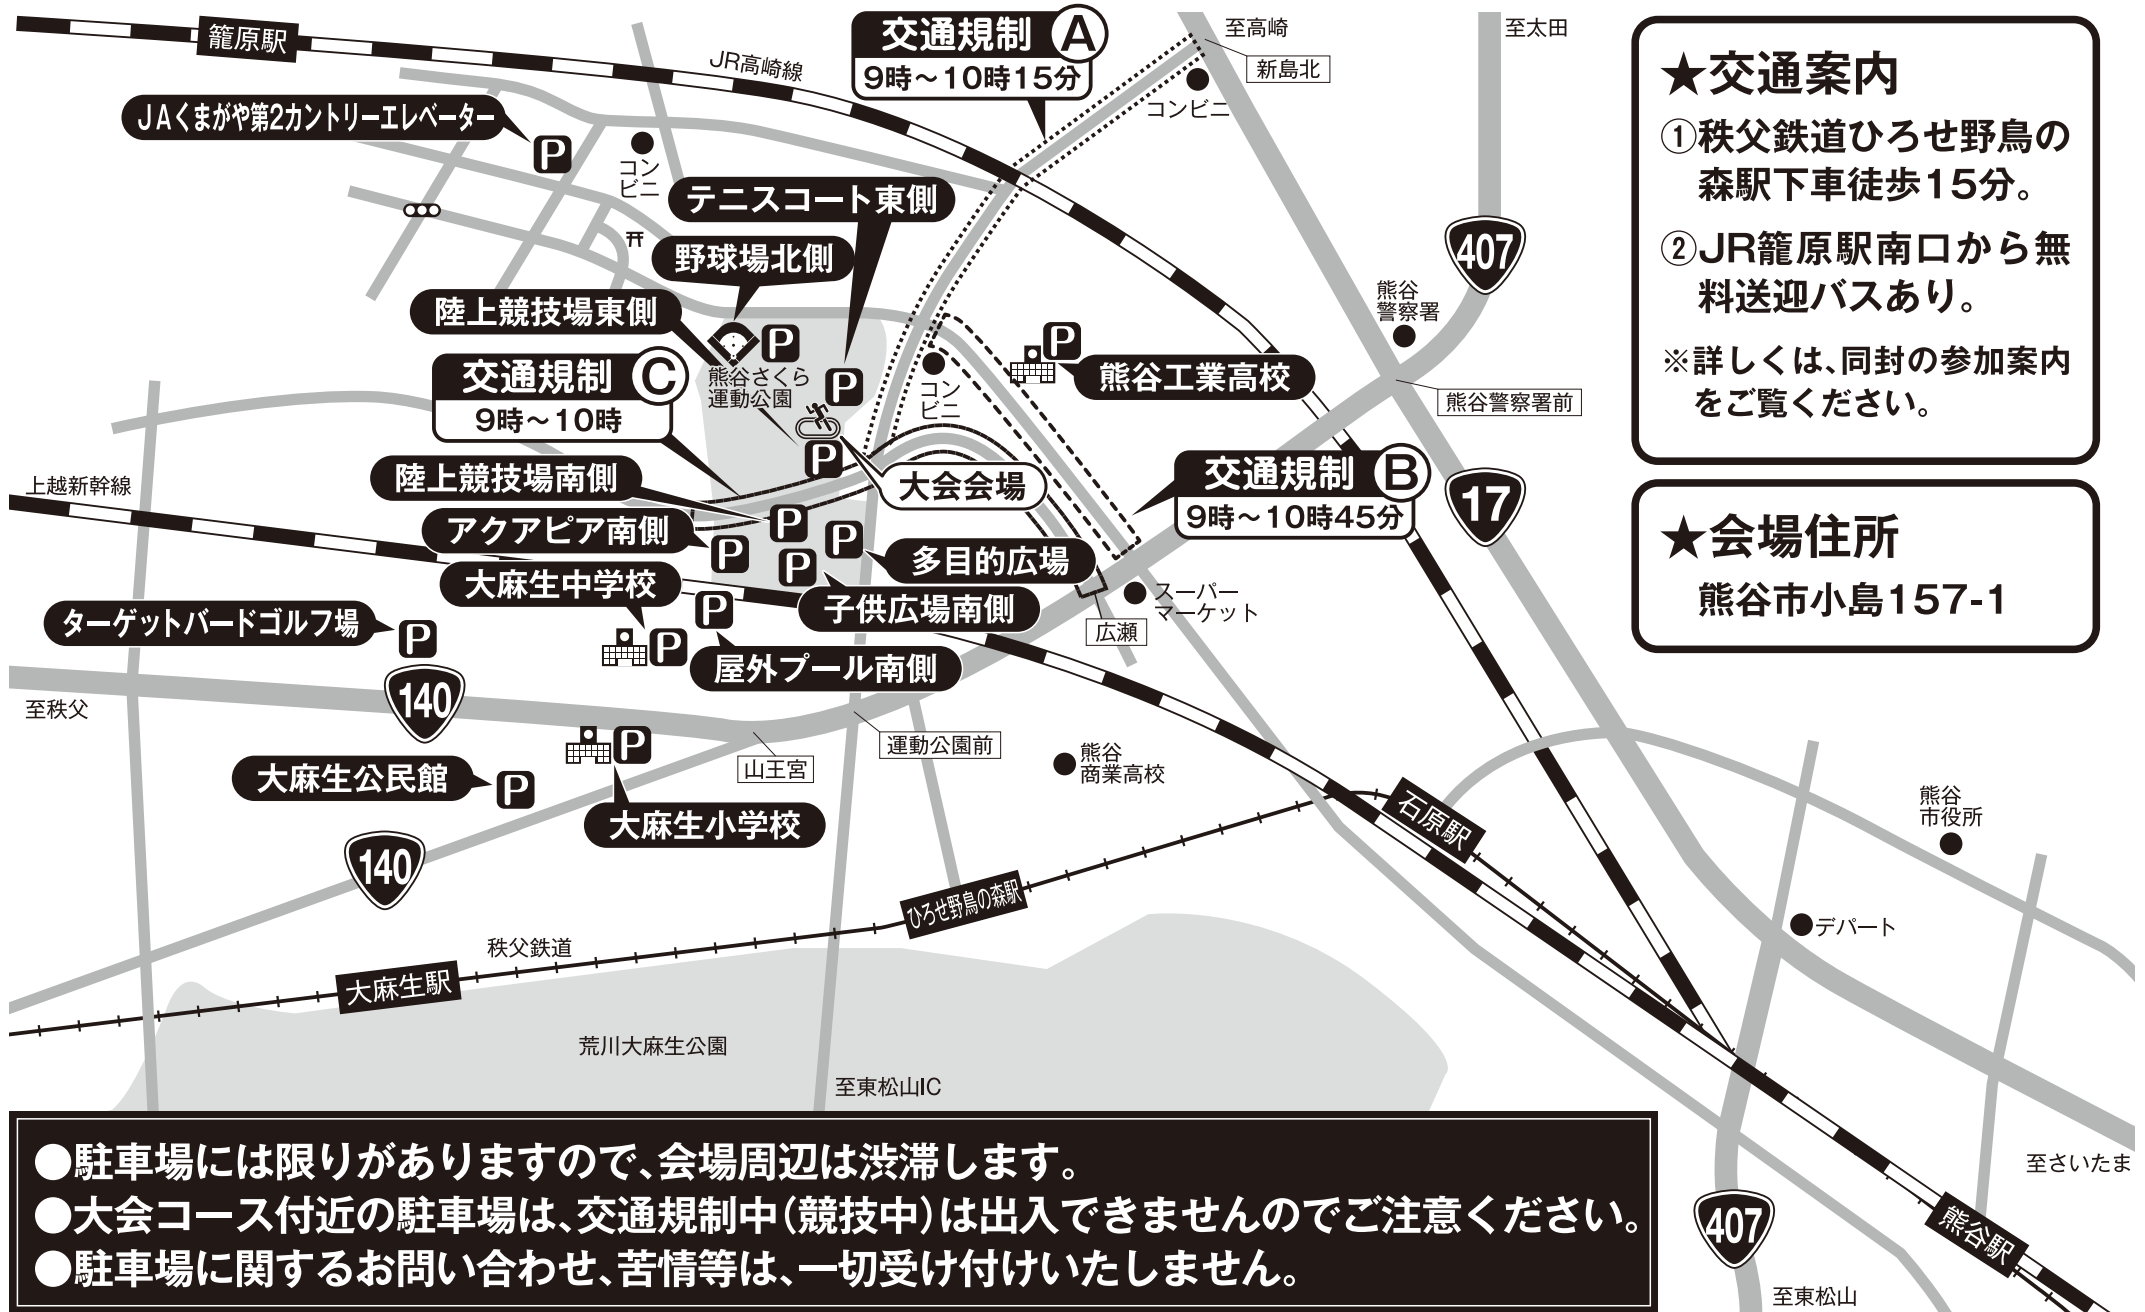 籠原駅
JR高崎線
交通規制 A
9時～10時15分
至高崎
新島北
コンビニ
至太田
★交通案内
①秩父鉄道ひろせ野鳥の
森駅下車徒歩15分。
②JR籠原駅南口から無
料送迎バスあり。
※詳しくは、同封の参加案内
をご覧ください。
★会場住所
熊谷市小島157-1
JAくまがや第2カントリーエレベーター
P
コン
ビニ
テニスコート東側
野球場北側
陸上競技場東側
P
熊谷さくら
運動公園
P
P
コン
ビニ
P
熊谷工業高校
407
熊谷
警察署
熊谷警察署前
交通規制 C
9時～10時
大会会場
交通規制 B
9時～10時45分
17
上越新幹線
陸上競技場南側
P
アクアピア南側
P
P
多目的広場
P
子供広場南側
大麻生中学校
P
P
屋外プール南側
ターゲットバードゴルフ場
P
スーパー
マーケット
広瀬
至秩父
140
運動公園前
山王宮
P
大麻生小学校
大麻生公民館
P
熊谷
商業高校
140
石原駅
熊谷
市役所
デパート
ひろせ野鳥の森駅
秩父鉄道
大麻生駅
荒川大麻生公園
至東松山IC
至さいたま
407
熊谷駅
至東松山
●駐車場には限りがありますので、会場周辺は渋滞します。
●大会コース付近の駐車場は、交通規制中(競技中)は出入できませんのでご注意ください。
●駐車場に関するお問い合わせ、苦情等は、一切受け付けいたしません。